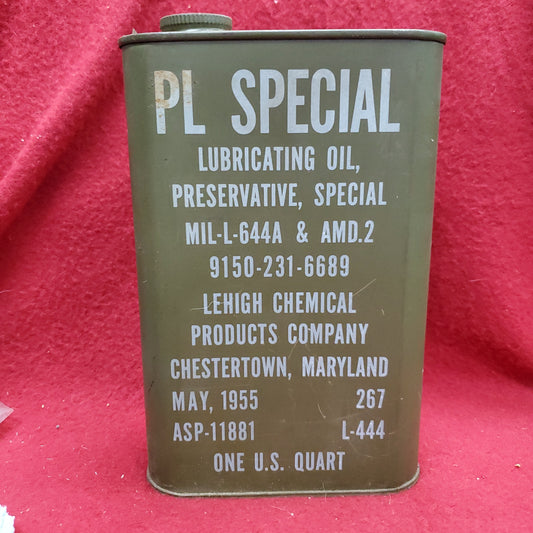 PL SPECIAL
LUBRICATING OIL,
PRESERVATIVE, SPECIAL
MIL-L-644A & AMD.2
9150-231-6689
LEHIGH CHEMICAL
PRODUCTS COMPANY
CHESTERTOWN, MARYLAND
MAY, 1955 267
ASP-11881 L-444
ONE U.S. QUART